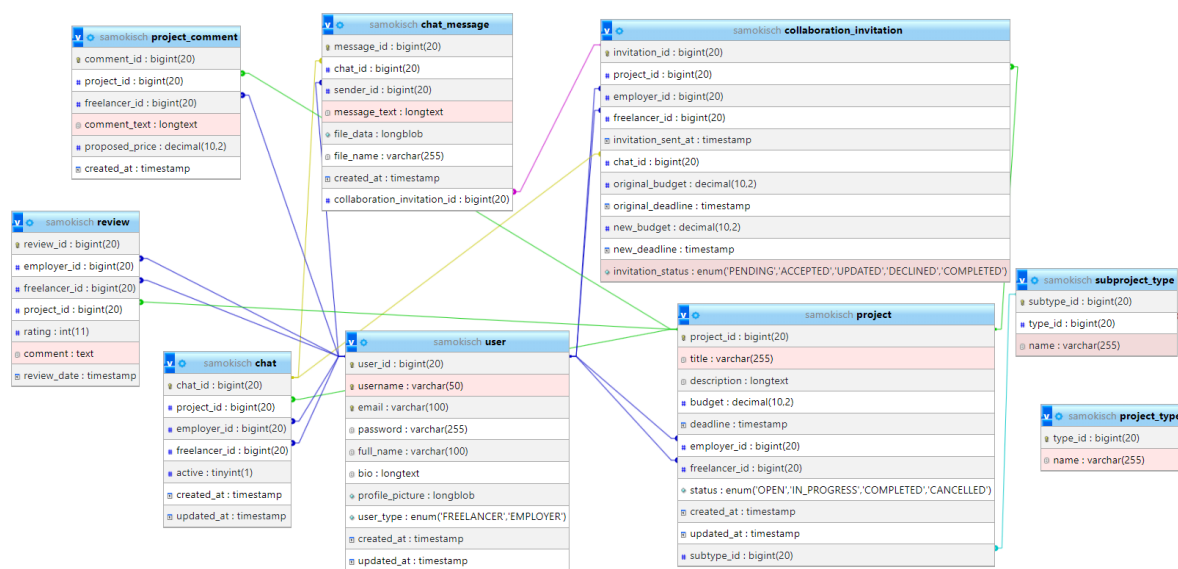 samokisch project_comment
comment_id : bigint(20)
project_id : bigint(20)
freelancer_id : bigint(20)
comment_text : longtext
proposed_price : decimal(10,2)
created_at : timestamp
samokisch chat_message
message_id : bigint(20)
chat_id : bigint(20)
sender_id : bigint(20)
message_text : longtext
file_data : longblob
file_name : varchar(255)
created_at : timestamp
collaboration_invitation_id : bigint(20)
samokisch collaboration_invitation
invitation_id : bigint(20)
project_id : bigint(20)
employer_id : bigint(20)
freelancer_id : bigint(20)
invitation_sent_at : timestamp
chat_id : bigint(20)
original_budget : decimal(10,2)
original_deadline : timestamp
new_budget : decimal(10,2)
new_deadline : timestamp
invitation_status : enum('PENDING','ACCEPTED','UPDATED','DECLINED','COMPLETED')
samokisch review
review_id : bigint(20)
employer_id : bigint(20)
freelancer_id : bigint(20)
project_id : bigint(20)
rating : int(11)
comment : text
review_date : timestamp
samokisch chat
chat_id : bigint(20)
project_id : bigint(20)
employer_id : bigint(20)
freelancer_id : bigint(20)
active : tinyint(1)
created_at : timestamp
updated_at : timestamp
samokisch user
user_id : bigint(20)
username : varchar(50)
email : varchar(100)
password : varchar(255)
full_name : varchar(100)
bio : longtext
profile_picture : longblob
user_type : enum('FREELANCER','EMPLOYER')
created_at : timestamp
updated_at : timestamp
samokisch project
project_id : bigint(20)
title : varchar(255)
description : longtext
budget : decimal(10,2)
deadline : timestamp
employer_id : bigint(20)
freelancer_id : bigint(20)
status : enum('OPEN','IN_PROGRESS','COMPLETED','CANCELLED')
created_at : timestamp
updated_at : timestamp
subtype_id : bigint(20)
samokisch subproject_type
subtype_id : bigint(20)
type_id : bigint(20)
name : varchar(255)
samokisch project_type
type_id : bigint(20)
name : varchar(255)